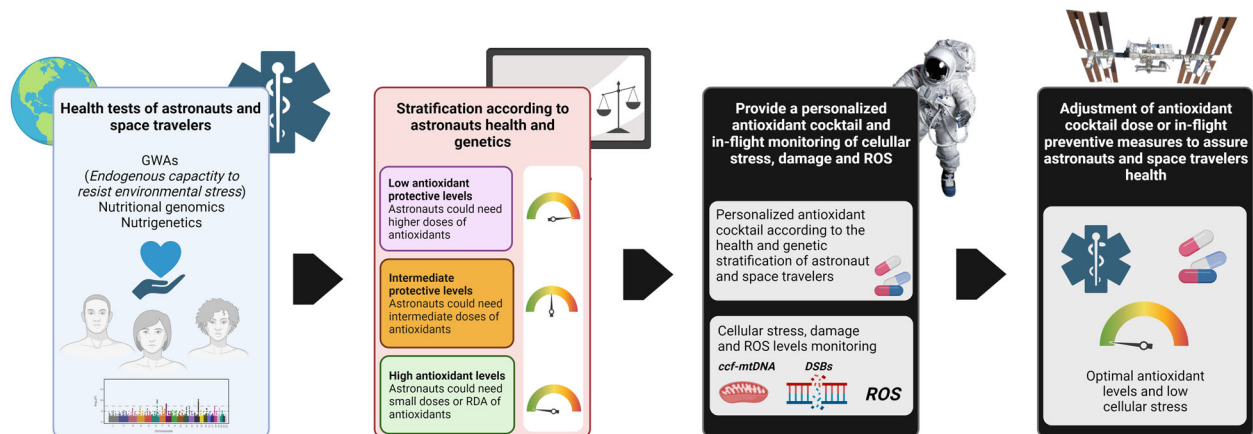 Health tests of astronauts and
space travelers
GWAs
(Endogenous capactity to
resist environmental stress)
Nutritional genomics
Nutrigenetics
Stratification according to
astronauts health and
genetics
Low antioxidant
protective levels
Astronauts could need
higher doses of
antioxidants
Intermediate
protective levels
Astronauts could need
intermediate doses of
antioxidants
High antioxidant levels
Astronauts could need
small doses or RDA of
antioxidants
Provide a personalized
antioxidant cocktail and
in-flight monitoring of celullar
stress, damage and ROS
Personalized antioxidant
cocktail according to the
health and genetic
stratification of astronaut
and space travelers
Cellular stress, damage
and ROS levels monitoring
ccf-mtDNA
DSBs
ROS
Adjustment of antioxidant
cocktail dose or in-flight
preventive measures to assure
astronauts and space travelers
health
Optimal antioxidant
levels and low
cellular stress